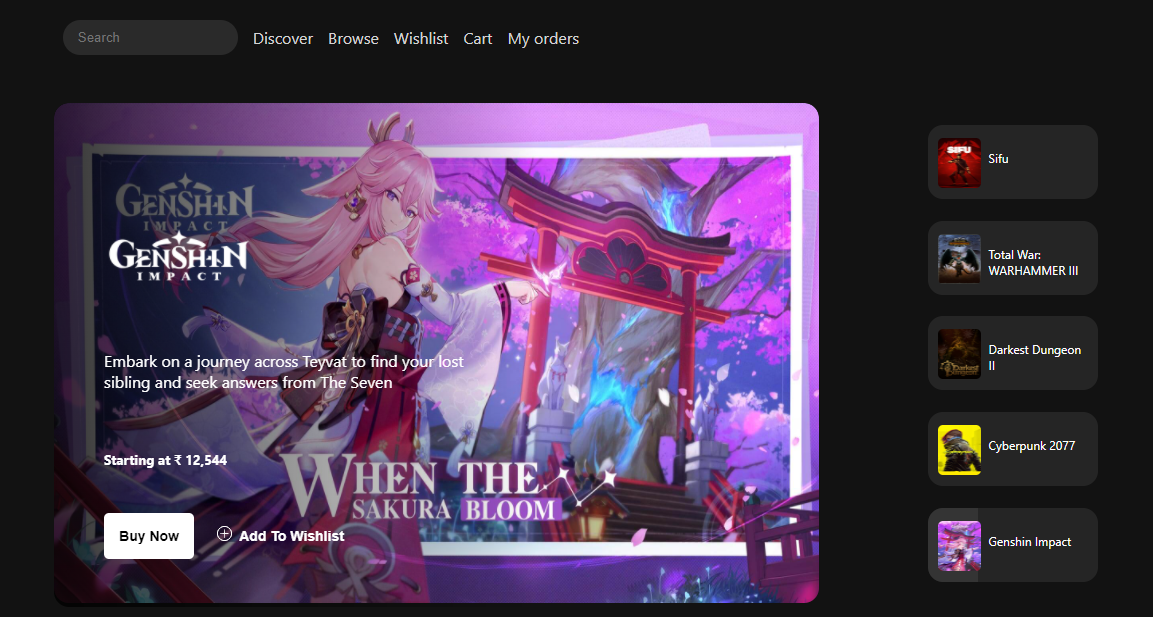 Search
Discover
Browse
Wishlist
Cart
My orders
GENSHIN
IMPACT
GENSHIN
IMPACT
Embark on a journey across Teyvat to find your lost
sibling and seek answers from The Seven
Starting at ₹ 12,544
WHEN THE
SAKURA BLOOM
Buy Now
Add To Wishlist
SIFU
Sifu
Total War:
WARHAMMER III
Darkest
Darkest Dungeon
II
Cyberpunk 2077
Genshin Impact